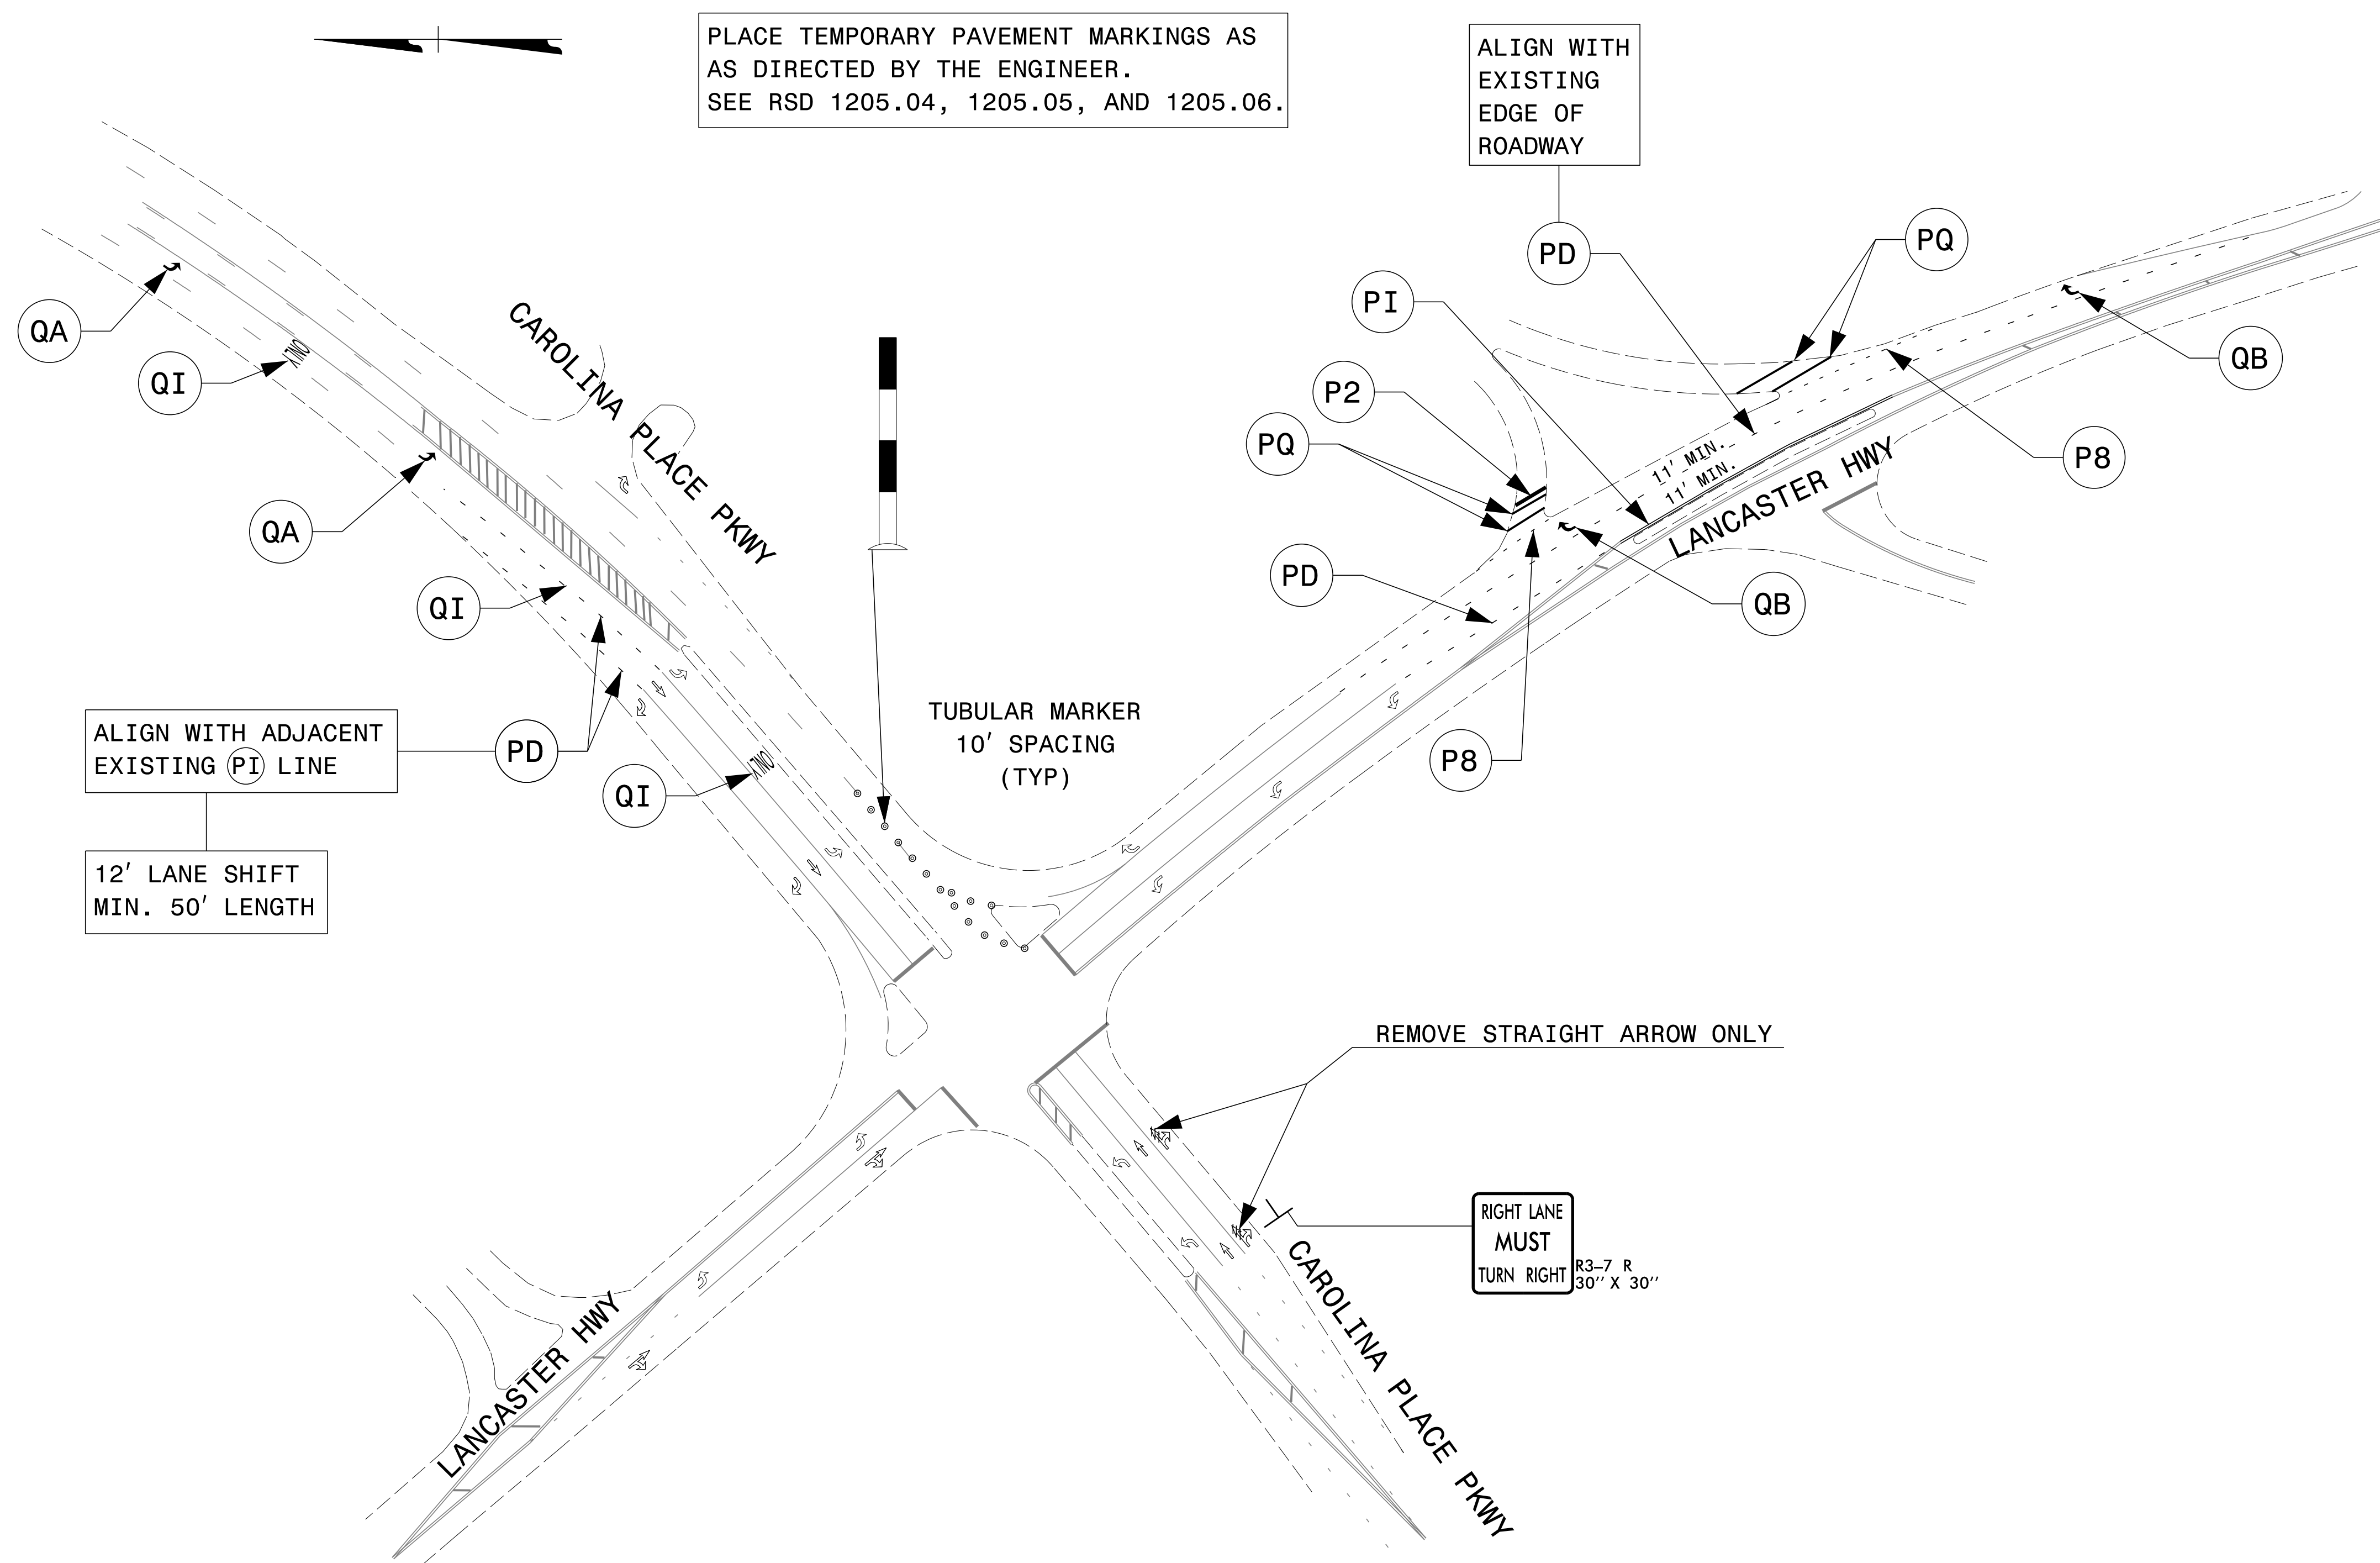 PLACE TEMPORARY PAVEMENT MARKINGS AS
AS DIRECTED BY THE ENGINEER.
SEE RSD 1205.04, 1205.05, AND 1205.06.
ALIGN WITH
EXISTING
EDGE OF
ROADWAY
PD
PQ
PI
QA
QI
ONLY
CAROLINA PLACE PKWY
P2
PQ
QB
P8
11' MIN.
11' MIN.
LANCASTER HWY
QA
PD
QB
QI
P8
ALIGN WITH ADJACENT
EXISTING PI LINE
PD
12' LANE SHIFT
MIN. 50' LENGTH
QI
ONLY
TUBULAR MARKER
10' SPACING
(TYP)
REMOVE STRAIGHT ARROW ONLY
RIGHT LANE
MUST
TURN RIGHT
R3-7 R
30" X 30"
LANCASTER HWY
CAROLINA PLACE PKWY